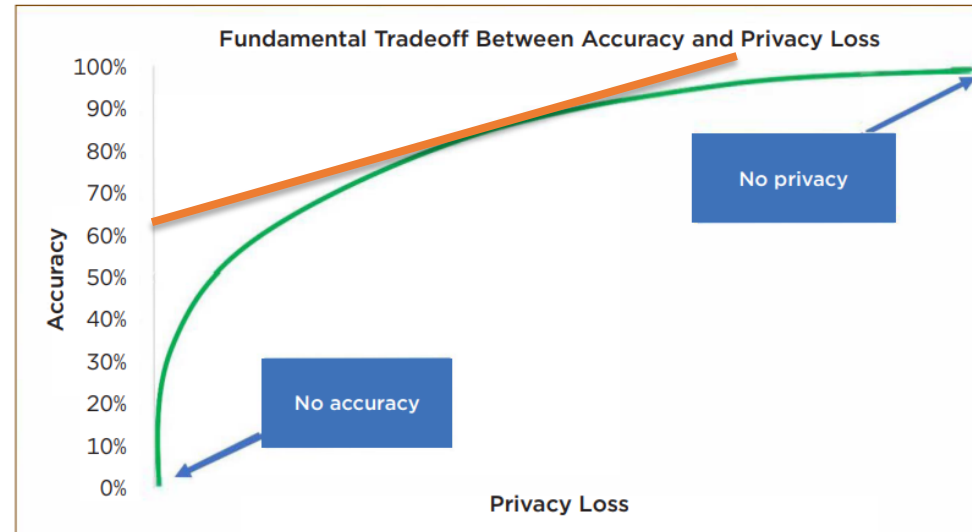 Fundamental Tradeoff Between Accuracy and Privacy Loss
100%
90%
80%
70%
60%
50%
40%
30%
20%
10%
0%
Accuracy
No privacy
No accuracy
Privacy Loss